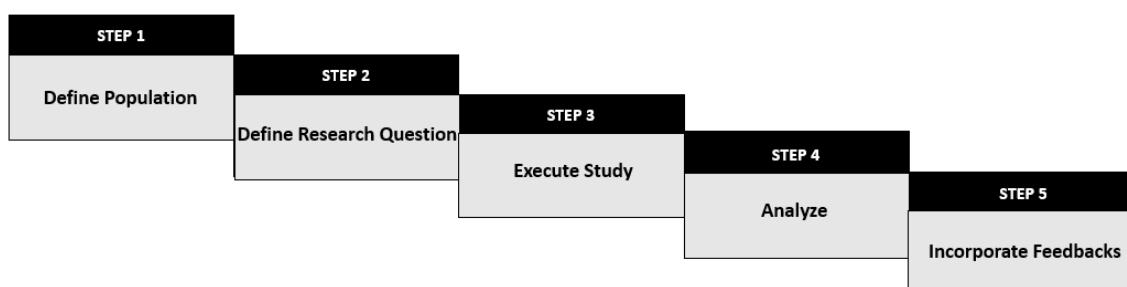 STEP 1
Define Population
STEP 2
Define Research Question
STEP 3
Execute Study
STEP 4
Analyze
STEP 5
Incorporate Feedbacks